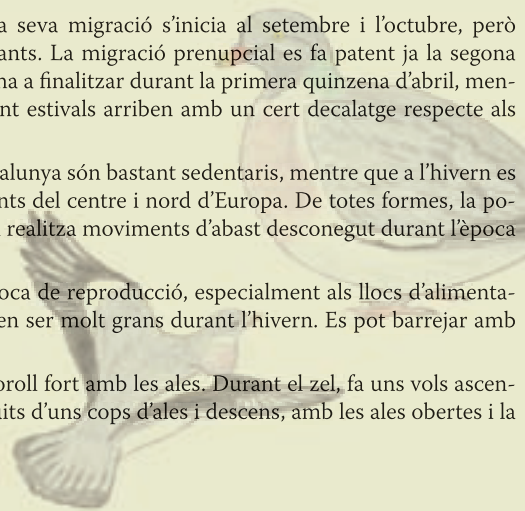 a seva migració s’inicia al setembre i l’octubre, però
ants. La migració prenupcial es fa patent ja la segona
na a finalitzar durant la primera quinzena d’abril, men-
nt estivals arriben amb un cert decalatge respecte als
alunya són bastant sedentaris, mentre que a l’hivern es
nts del centre i nord d’Europa. De totes formes, la po-
realitza moviments d’abast desconegut durant l’època
oca de reproducció, especialment als llocs d’alimenta-
en ser molt grans durant l’hivern. Es pot barrejar amb
oroll fort amb les ales. Durant el zel, fa uns vols ascen-
uits d’uns cops d’ales i descens, amb les ales obertes i la